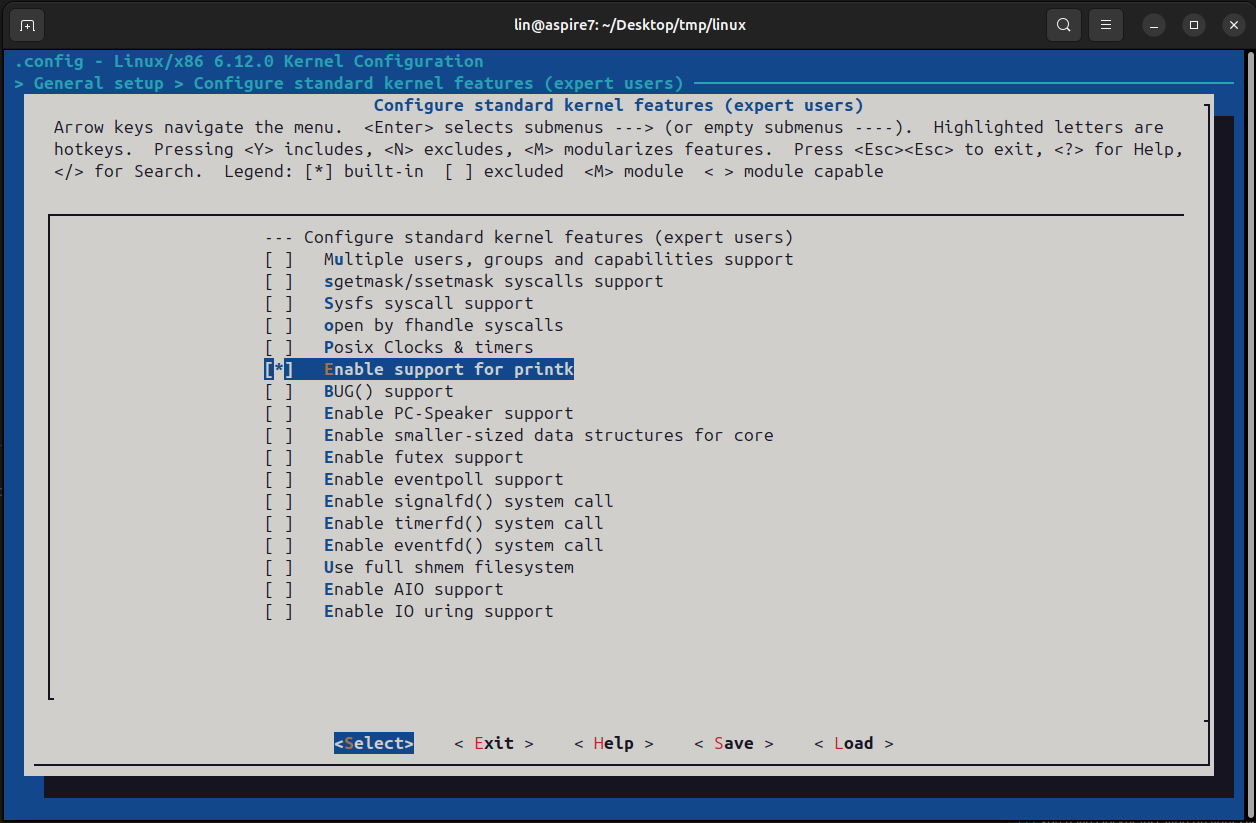 lin@aspire7: ~/Desktop/tmp/linux
.config - Linux/x86 6.12.0 Kernel Configuration
> General setup > Configure standard kernel features (expert users)
Configure standard kernel features (expert users)
Arrow keys navigate the menu.  <Enter> selects submenus ---> (or empty submenus ----).  Highlighted letters are
hotkeys.  Pressing <Y> includes, <N> excludes, <M> modularizes features.  Press <Esc><Esc> to exit, <?> for Help,
</> for Search.  Legend: [*] built-in  [ ] excluded  <M> module  < > module capable
--- Configure standard kernel features (expert users)
[ ]   Multiple users, groups and capabilities support
[ ]   sgetmask/ssetmask syscalls support
[ ]   Sysfs syscall support
[ ]   open by fhandle syscalls
[ ]   Posix Clocks & timers
[*]   Enable support for printk
[ ]   BUG() support
[ ]   Enable PC-Speaker support
[ ]   Enable smaller-sized data structures for core
[ ]   Enable futex support
[ ]   Enable eventpoll support
[ ]   Enable signalfd() system call
[ ]   Enable timerfd() system call
[ ]   Enable eventfd() system call
[ ]   Use full shmem filesystem
[ ]   Enable AIO support
[ ]   Enable IO uring support
<Select>    < Exit >    < Help >    < Save >    < Load >